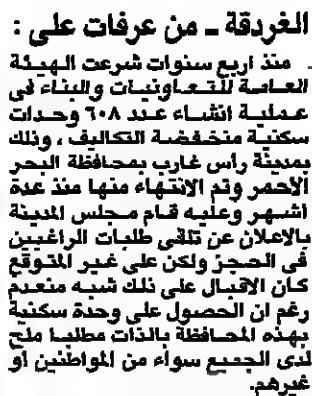 الغردقة ـ من عرفات على :
. منذ اربع سنوات شرعت الهيئة
العامة للتعاونيات والبناء فى
عملية انشاء عدد ٦٠٨ وحدات
سكنية منخفضة التكاليف ، وذلك
بمدينة راس غارب بمحافظة البحر
الاحمر وتم الانتهاء منها منذ عدة
اشهر وعليه قام مجلس المدينة
بالاعلان عن تلقى طلبات الراغبين
فى الحجز ولكن على غير المتوقع
كان الاقبال على ذلك شبه منعدم
رغم ان الحصول على وحدة سكنية
بهذه المحافظة بالذات مطلبا ملح
لدى الجميع سواء من المواطنين أو
غيرهم.